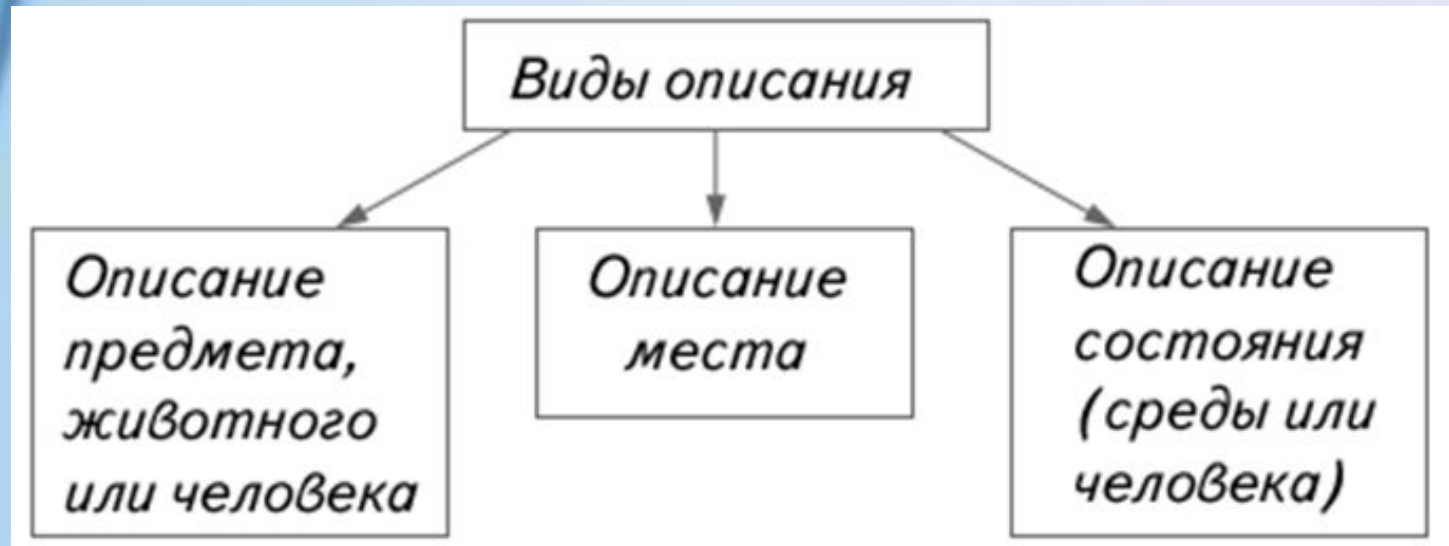 Виды описания
Описание
предмета,
животного
или человека
Описание
места
Описание
состояния
(среды или
человека)